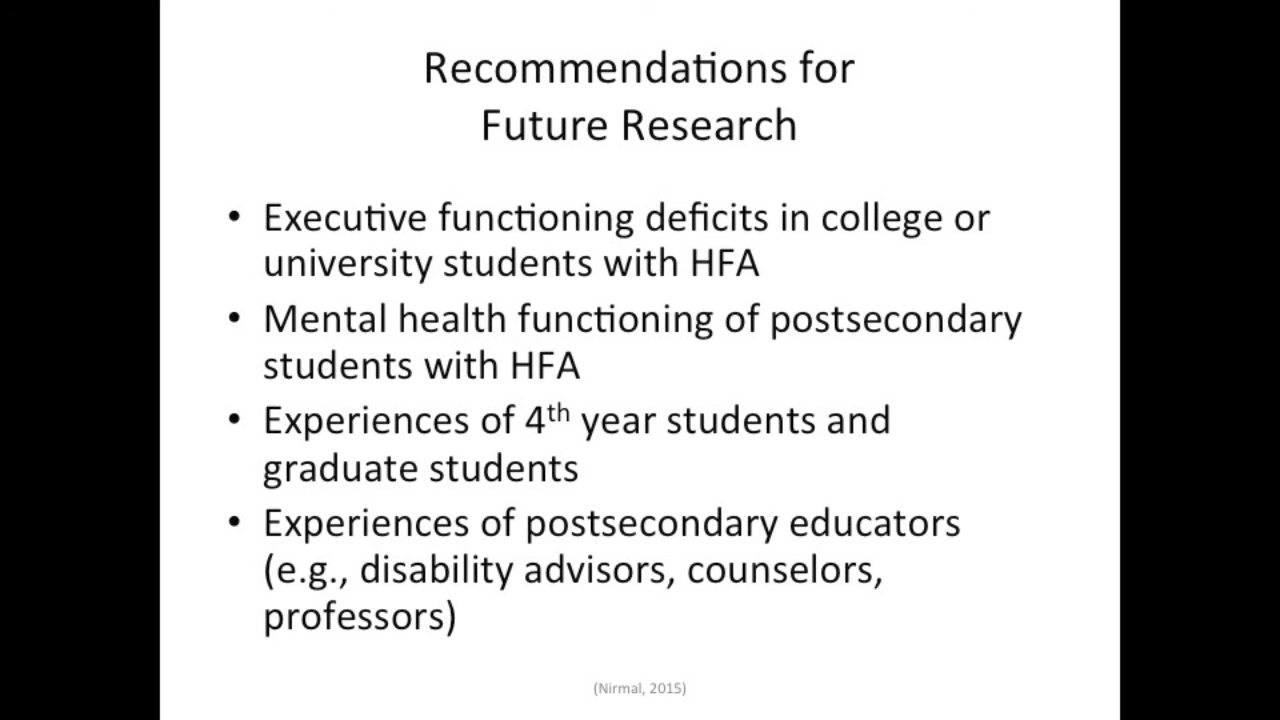 Recommendations for
Future Research
• Executive functioning deficits in college or
university students with HFA
• Mental health functioning of postsecondary
students with HFA
• Experiences of 4th year students and
graduate students
• Experiences of postsecondary educators
(e.g., disability advisors, counselors,
professors)
(Nirmal, 2015)